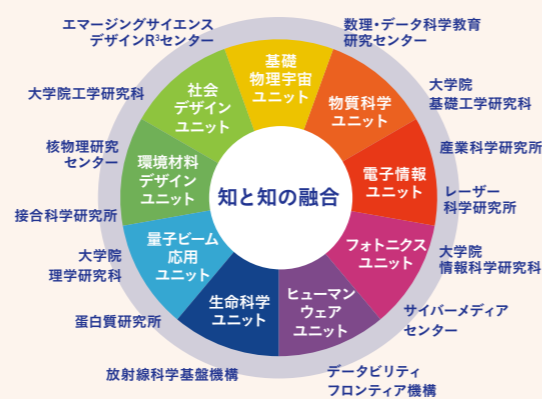 エマージングサイエンス
デザインR³センター
数理・データ科学教育
研究センター
大学院
基礎工学研究科
産業科学研究所
レーザー
科学研究所
大学院
情報科学研究科
サイバーメディア
センター
データビリティ
フロンティア機構
放射線科学基盤機構
蛋白質研究所
大学院
理学研究科
接合科学研究所
核物理研究
センター
大学院工学研究科
基礎
物理宇宙
ユニット
物質科学
ユニット
電子情報
ユニット
フォトニクス
ユニット
ヒューマン
ウェア
ユニット
生命科学
ユニット
量子ビーム
応用
ユニット
環境材料
デザイン
ユニット
社会
デザイン
ユニット
知と知の融合